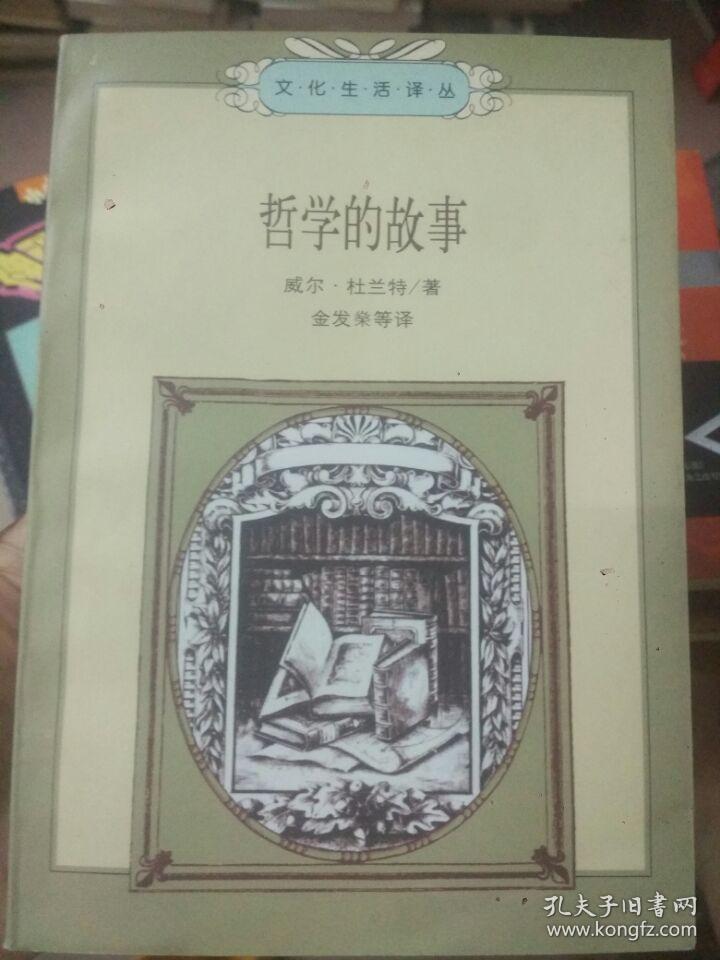 文·化·生·活·译·丛
哲学的故事
威尔·杜兰特/著
金发燊等译
孔夫子旧书网
www.kongfz.com